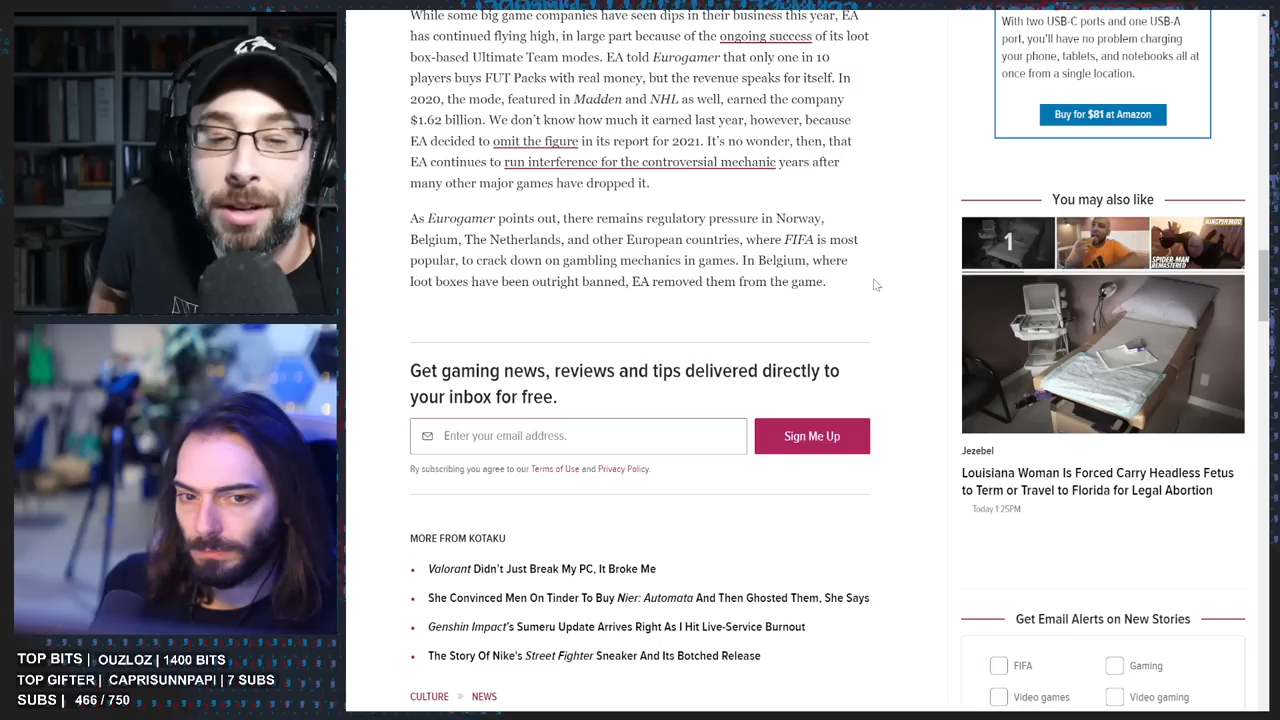 While some big game companies have seen dips in their business this year, EA
has continued flying high, in large part because of the ongoing success of its loot
box-based Ultimate Team modes. EA told Eurogamer that only one in 10
players buys FUT Packs with real money, but the revenue speaks for itself. In
2020, the mode, featured in Madden and NHL as well, earned the company
$1.62 billion. We don't know how much it earned last year, however, because
EA decided to omit the figure in its report for 2021. It's no wonder, then, that
EA continues to run interference for the controversial mechanic years after
many other major games have dropped it.
As Eurogamer points out, there remains regulatory pressure in Norway,
Belgium, The Netherlands, and other European countries, where FIFA is most
popular, to crack down on gambling mechanics in games. In Belgium, where
loot boxes have been outright banned, EA removed them from the game.
Get gaming news, reviews and tips delivered directly to
your inbox for free.
Enter your email address.
Sign Me Up
By subscribing you agree to our Terms of Use and Privacy Policy.
MORE FROM KOTAKU
Valorant Didn't Just Break My PC, It Broke Me
She Convinced Men On Tinder To Buy Nier: Automata And Then Ghosted Them, She Says
Genshin Impact's Sumeru Update Arrives Right As I Hit Live-Service Burnout
The Story Of Nike's Street Fighter Sneaker And Its Botched Release
CULTURE » NEWS
With two USB-C ports and one USB-A
port, you'll have no problem charging
your phone, tablets, and notebooks all at
once from a single location.
Buy for $81 at Amazon
You may also like
1
SPIDER-MAN
REMASTERED
Jezebel
Louisiana Woman Is Forced Carry Headless Fetus
to Term or Travel to Florida for Legal Abortion
Today 1:25PM
Get Email Alerts on New Stories
FIFA
Gaming
Video games
Video gaming
TOP BITS | OUZLOZ | 1400 BITS
TOP GIFTER | CAPRISUNNPAPI | 7 SUBS
SUBS | 466 / 750